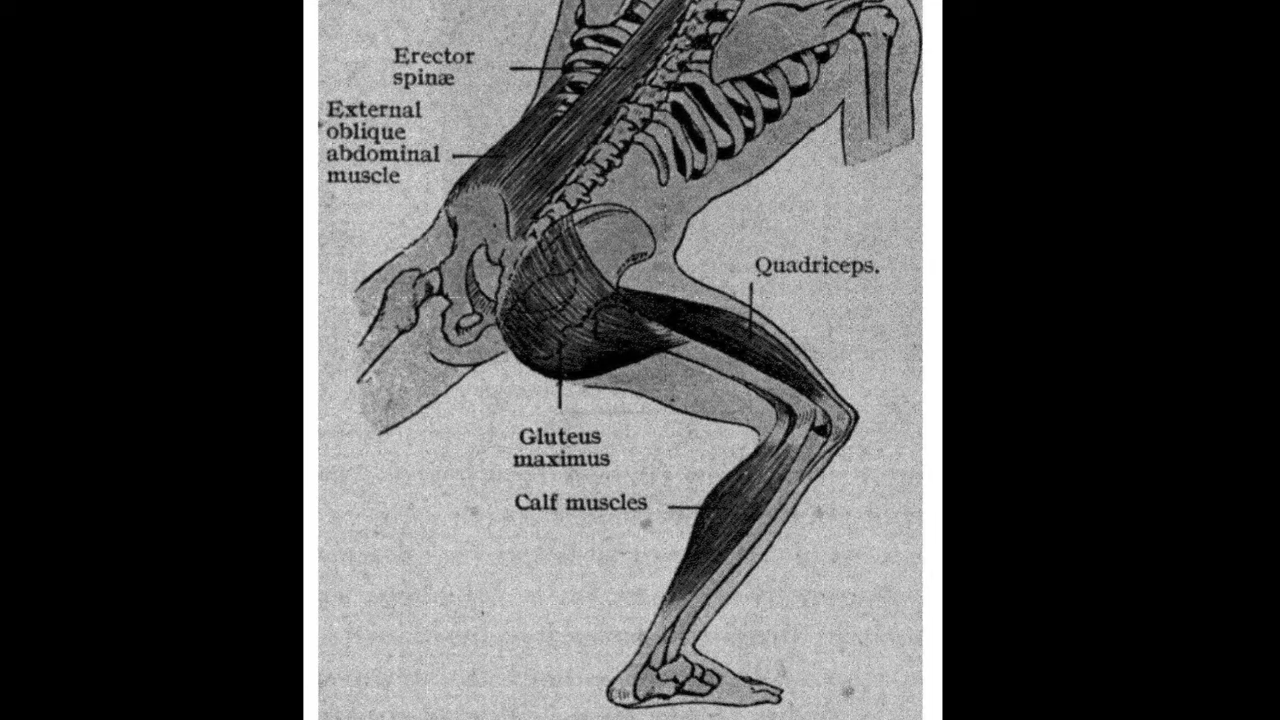 Erector
spinæ
External
oblique
abdominal
muscle
Quadriceps.
Gluteus
maximus
Calf muscles